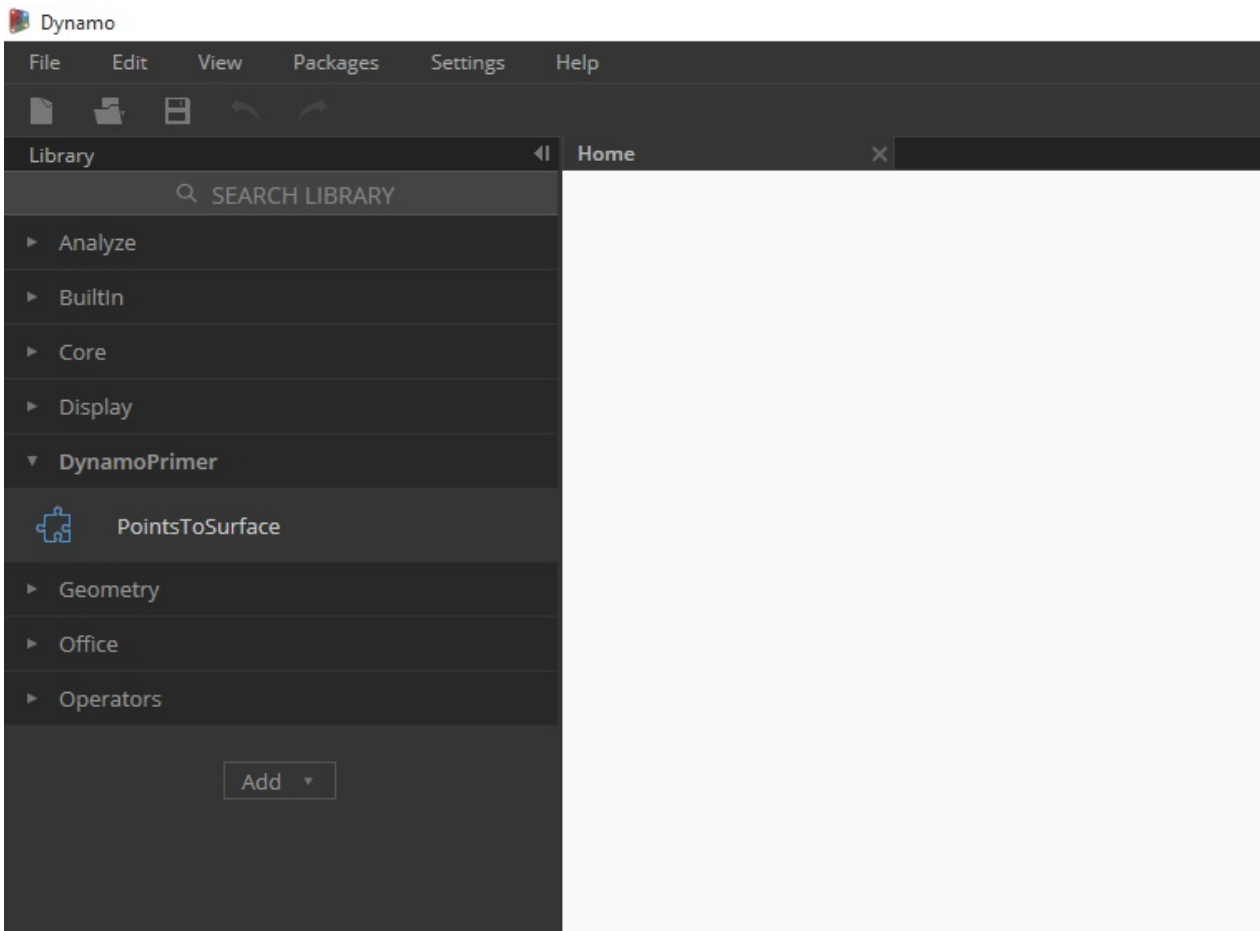 Dynamo
File Edit View Packages Settings Help
Library
Home
SEARCH LIBRARY
Analyze
BuiltIn
Core
Display
DynamoPrimer
PointsToSurface
Geometry
Office
Operators
Add